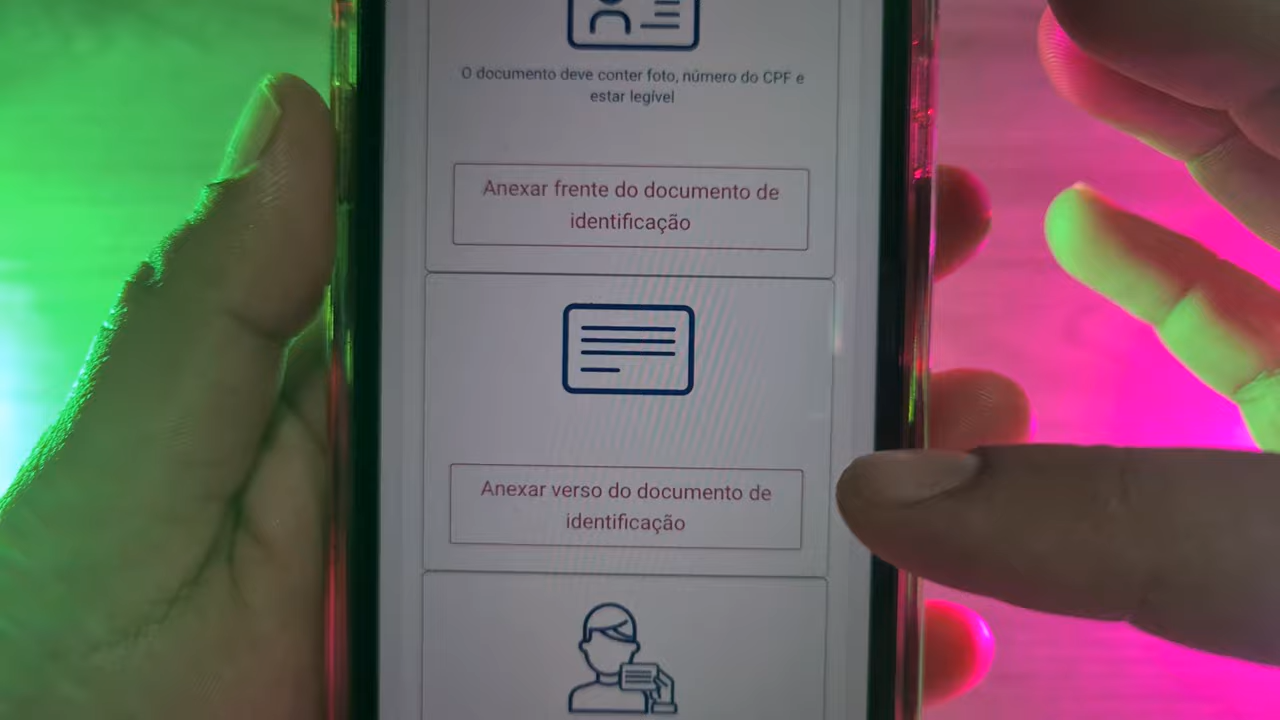 O documento deve conter foto, número do CPF e
estar legível
Anexar frente do documento de
identificação
Anexar verso do documento de
identificação